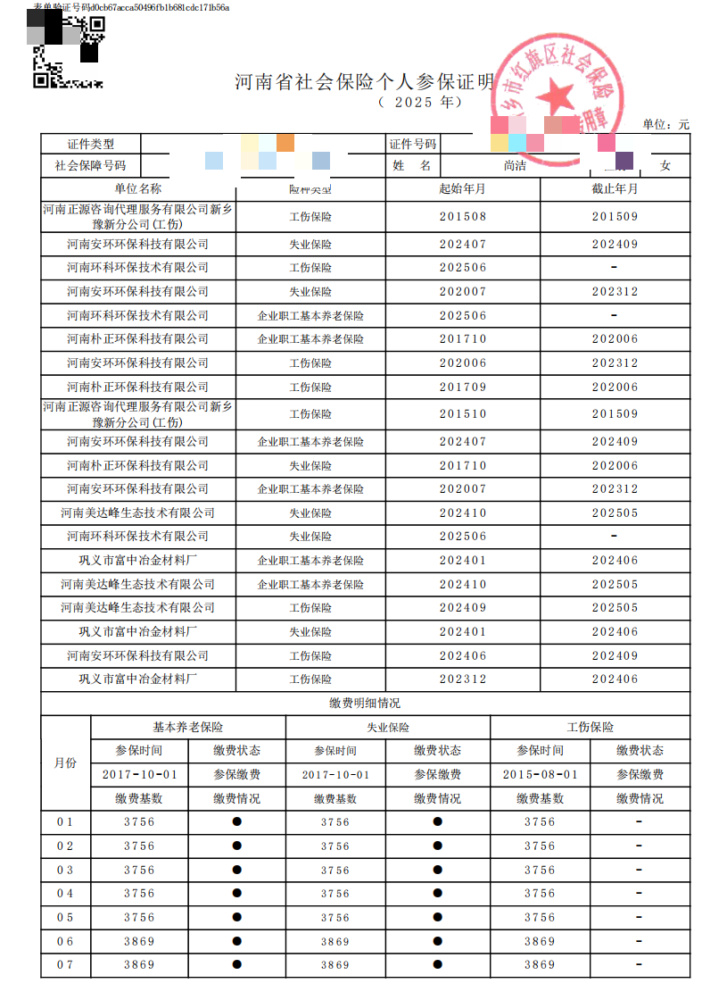 表单验证号码d0cb67acca50496fb1b681cdc171b56a
河南省社会保险个人参保证明
（ 2025 年）
乡市红旗区社会保险
专用章
单位：元
证件类型 证件号码
社会保障号码 姓 名 尚洁 女
单位名称 险种类型 起始年月 截止年月
河南正源咨询代理服务有限公司新乡
豫新分公司(工伤) 工伤保险 201508 201509
河南安环环保科技有限公司 失业保险 202407 202409
河南环科环保技术有限公司 工伤保险 202506 -
河南安环环保科技有限公司 失业保险 202007 202312
河南环科环保技术有限公司 企业职工基本养老保险 202506 -
河南朴正环保科技有限公司 企业职工基本养老保险 201710 202006
河南安环环保科技有限公司 工伤保险 202006 202312
河南朴正环保科技有限公司 工伤保险 201709 202006
河南正源咨询代理服务有限公司新乡
豫新分公司(工伤) 工伤保险 201510 201509
河南安环环保科技有限公司 企业职工基本养老保险 202407 202409
河南朴正环保科技有限公司 失业保险 201710 202006
河南安环环保科技有限公司 企业职工基本养老保险 202007 202312
河南美达峰生态技术有限公司 失业保险 202410 202505
河南环科环保技术有限公司 失业保险 202506 -
巩义市富中冶金材料厂 企业职工基本养老保险 202401 202406
河南美达峰生态技术有限公司 企业职工基本养老保险 202410 202505
河南美达峰生态技术有限公司 工伤保险 202409 202505
巩义市富中冶金材料厂 失业保险 202401 202406
河南安环环保科技有限公司 工伤保险 202406 202409
巩义市富中冶金材料厂 工伤保险 202312 202406
缴费明细情况
月份 基本养老保险 失业保险 工伤保险
参保时间 缴费状态 参保时间 缴费状态 参保时间 缴费状态
2017-10-01 参保缴费 2017-10-01 参保缴费 2015-08-01 参保缴费
缴费基数 缴费情况 缴费基数 缴费情况 缴费基数 缴费情况
01 3756 ● 3756 ● 3756 -
02 3756 ● 3756 ● 3756 -
03 3756 ● 3756 ● 3756 -
04 3756 ● 3756 ● 3756 -
05 3756 ● 3756 ● 3756 -
06 3869 ● 3869 ● 3869 -
07 3869 ● 3869 ● 3869 -